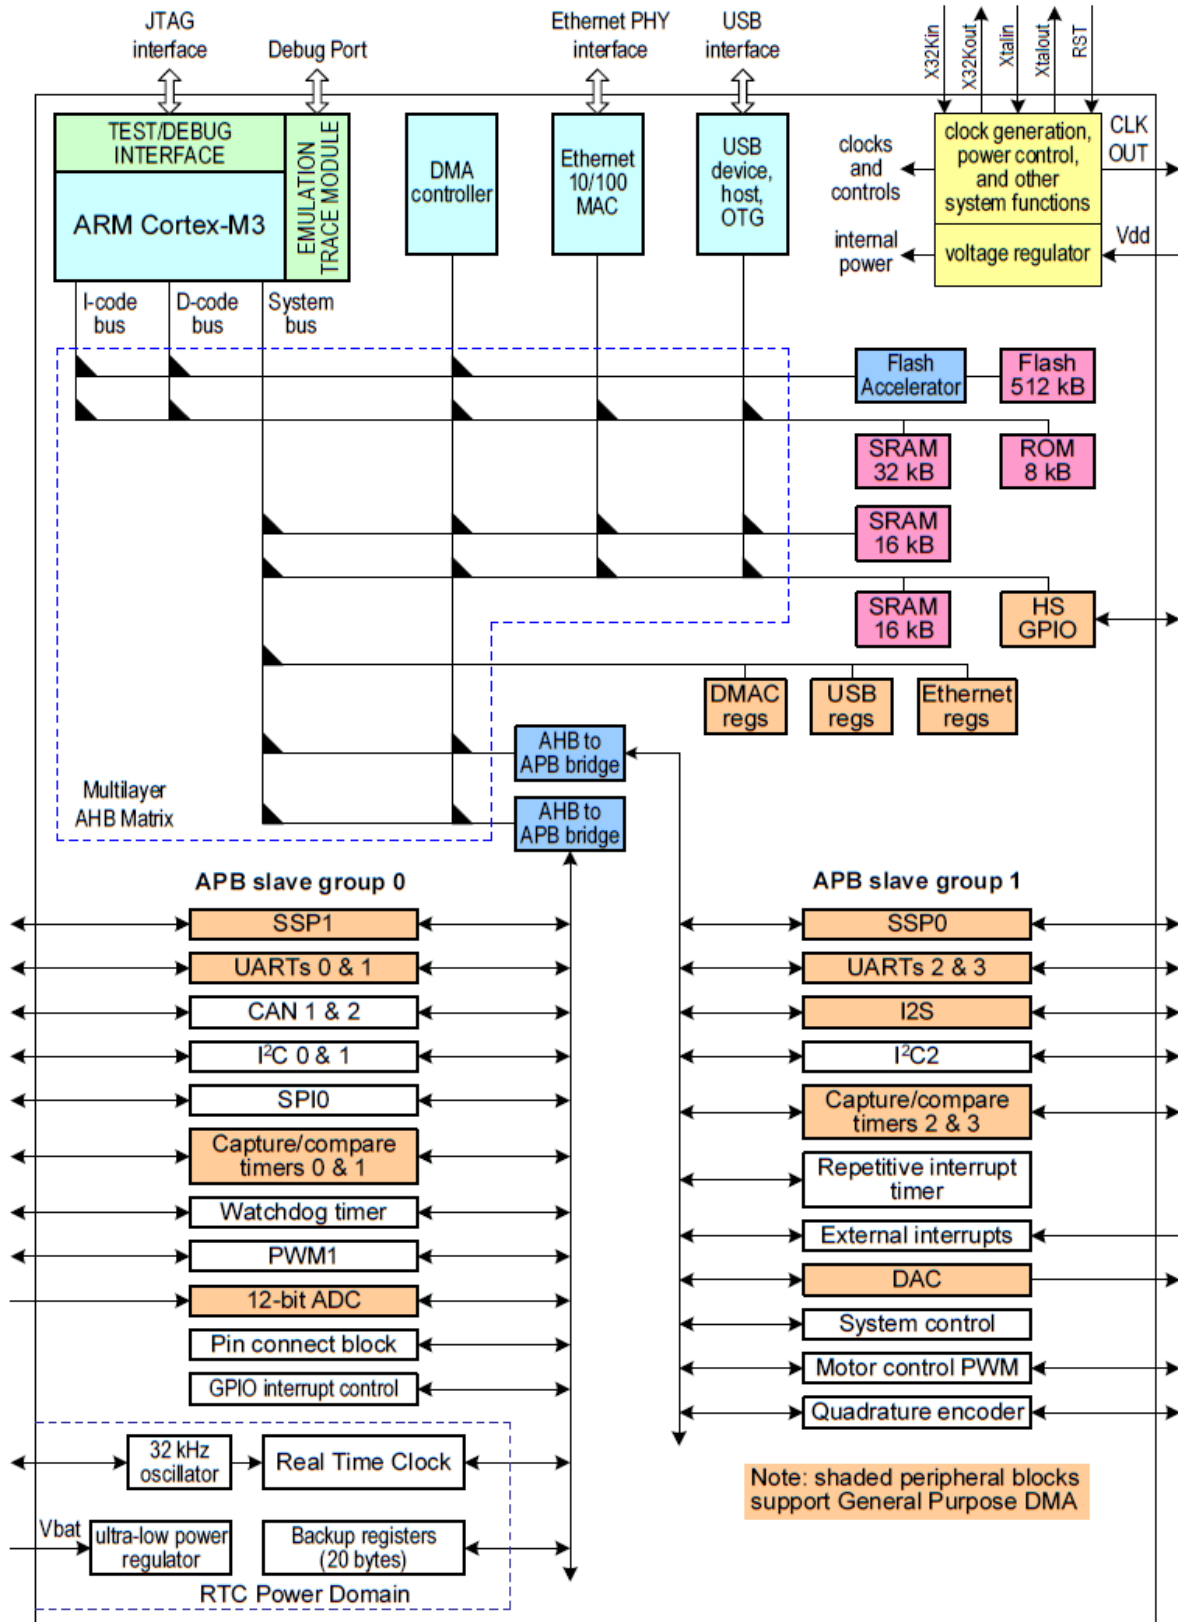 JTAG
interface
Debug Port
Ethernet PHY
interface
USB
interface
X32Kin
X32Kout
Xtalin
Xtalout
RST
TEST/DEBUG
INTERFACE
ARM Cortex-M3
EMULATION
TRACE MODULE
DMA
controller
Ethernet
10/100
MAC
USB
device,
host,
OTG
clocks
and
controls
clock generation,
power control,
and other
system functions
CLK
OUT
internal
power
voltage regulator
Vdd
I-code
bus
D-code
bus
System
bus
Flash
Accelerator
Flash
512 kB
SRAM
32 kB
ROM
8 kB
SRAM
16 kB
SRAM
16 kB
HS
GPIO
DMAC
regs
USB
regs
Ethernet
regs
AHB to
APB bridge
Multilayer
AHB Matrix
AHB to
APB bridge
APB slave group 0
SSP1
UARTs 0 & 1
CAN 1 & 2
I²C 0 & 1
SPI0
Capture/compare
timers 0 & 1
Watchdog timer
PWM1
12-bit ADC
Pin connect block
GPIO interrupt control
32 kHz
oscillator
Real Time Clock
Vbat
ultra-low power
regulator
Backup registers
(20 bytes)
RTC Power Domain
APB slave group 1
SSP0
UARTs 2 & 3
I2S
I²C2
Capture/compare
timers 2 & 3
Repetitive interrupt
timer
External interrupts
DAC
System control
Motor control PWM
Quadrature encoder
Note: shaded peripheral blocks
support General Purpose DMA